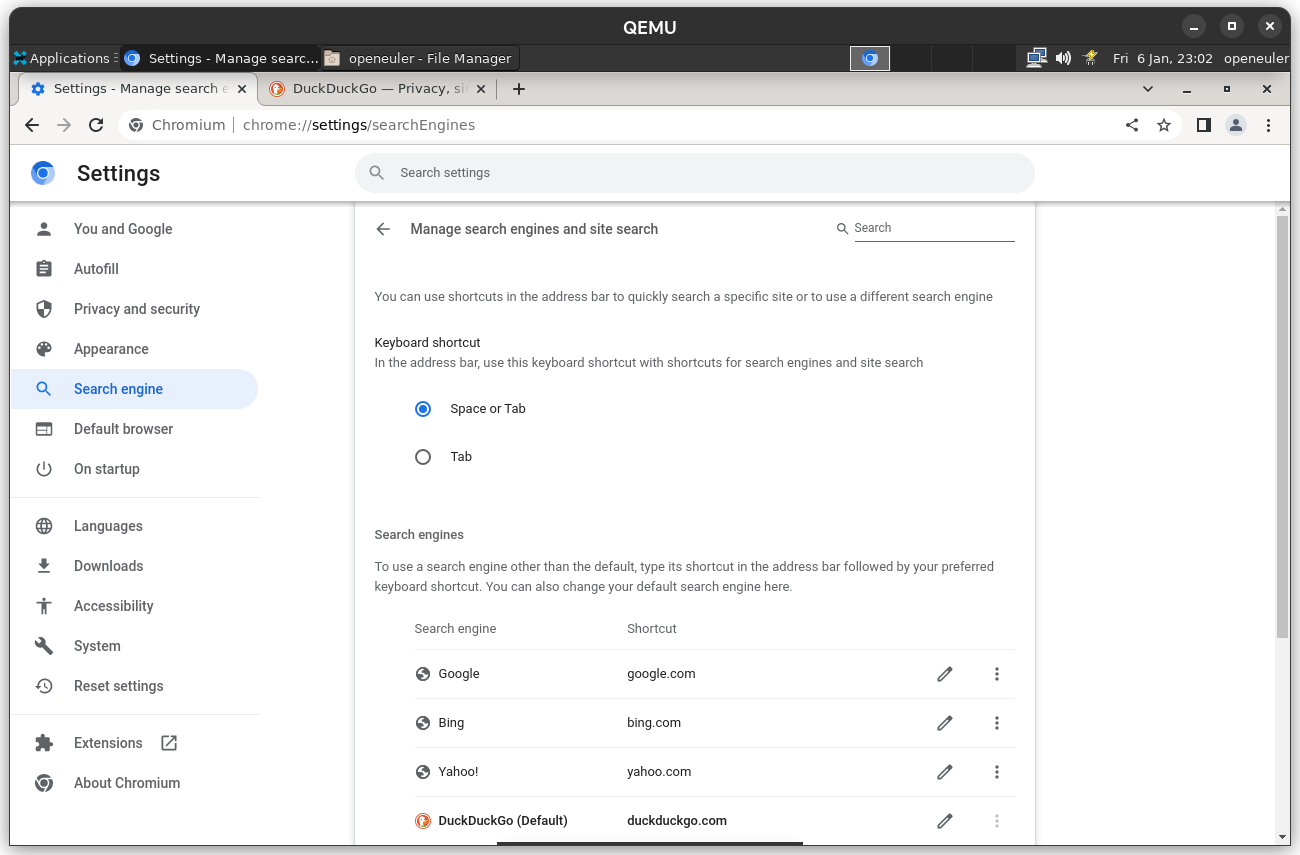 QEMU
Applications Settings - Manage searc... openeuler - File Manager Fri 6 Jan, 23:02 openeuler
Settings - Manage search e DuckDuckGo — Privacy, si
Chromium chrome://settings/searchEngines
Settings
Search settings
You and Google
Autofill
Privacy and security
Appearance
Search engine
Default browser
On startup
Languages
Downloads
Accessibility
System
Reset settings
Extensions
About Chromium
Manage search engines and site search
Search
You can use shortcuts in the address bar to quickly search a specific site or to use a different search engine
Keyboard shortcut
In the address bar, use this keyboard shortcut with shortcuts for search engines and site search
Space or Tab
Tab
Search engines
To use a search engine other than the default, type its shortcut in the address bar followed by your preferred
keyboard shortcut. You can also change your default search engine here.
Search engine Shortcut
Google google.com
Bing bing.com
Yahoo! yahoo.com
DuckDuckGo (Default) duckduckgo.com